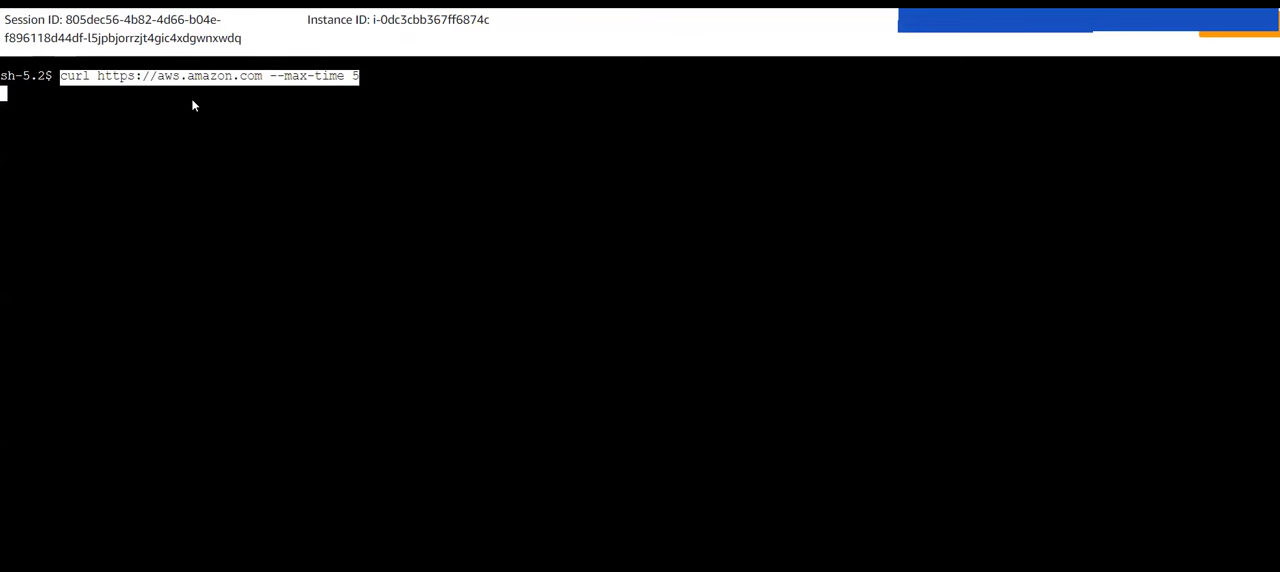 Session ID: 805dec56-4b82-4d66-b04e-
f896118d44df-l5jpbjorrzjt4gic4xdgwnxwdq
Instance ID: i-0dc3cbb367ff6874c
sh-5.2$ curl https://aws.amazon.com --max-time 5